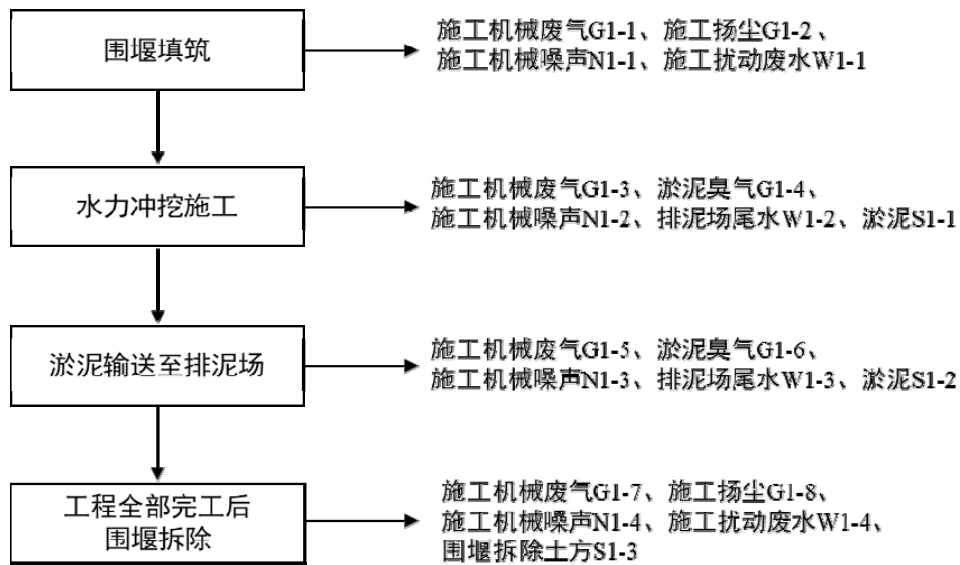 围堰填筑
施工机械废气G1-1、施工扬尘G1-2、
施工机械噪声N1-1、施工扰动废水W1-1
水力冲挖施工
施工机械废气G1-3、淤泥臭气G1-4、
施工机械噪声N1-2、排泥场尾水W1-2、淤泥S1-1
淤泥输送至排泥场
施工机械废气G1-5、淤泥臭气G1-6、
施工机械噪声N1-3、排泥场尾水W1-3、淤泥S1-2
工程全部完工后
围堰拆除
施工机械废气G1-7、施工扬尘G1-8、
施工机械噪声N1-4、施工扰动废水W1-4、
围堰拆除土方S1-3